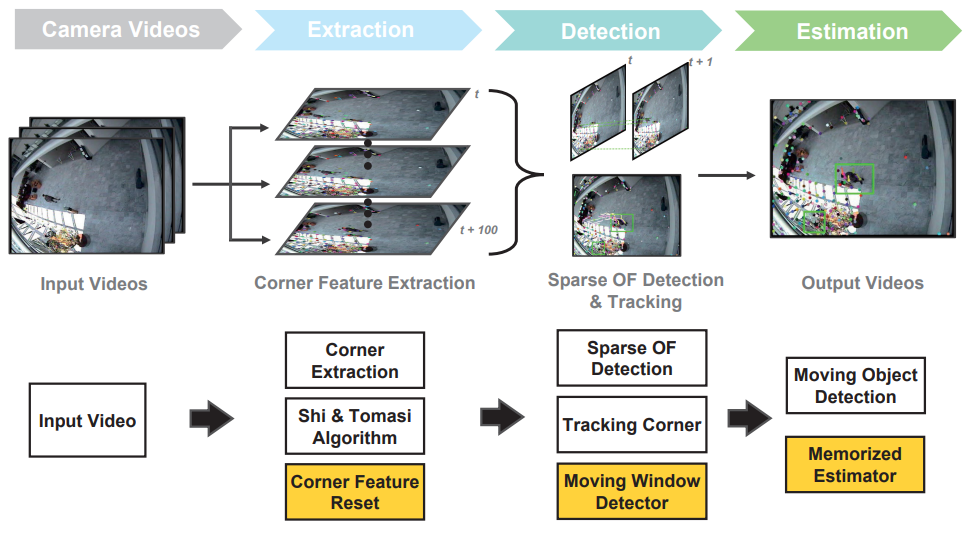 Camera Videos
Extraction
Detection
Estimation
t
t + 100
t
t + 1
Input Videos
Corner Feature Extraction
Sparse OF Detection
& Tracking
Output Videos
Input Video
Corner
Extraction
Shi & Tomasi
Algorithm
Corner Feature
Reset
Sparse OF
Detection
Tracking Corner
Moving Window
Detector
Moving Object
Detection
Memorized
Estimator